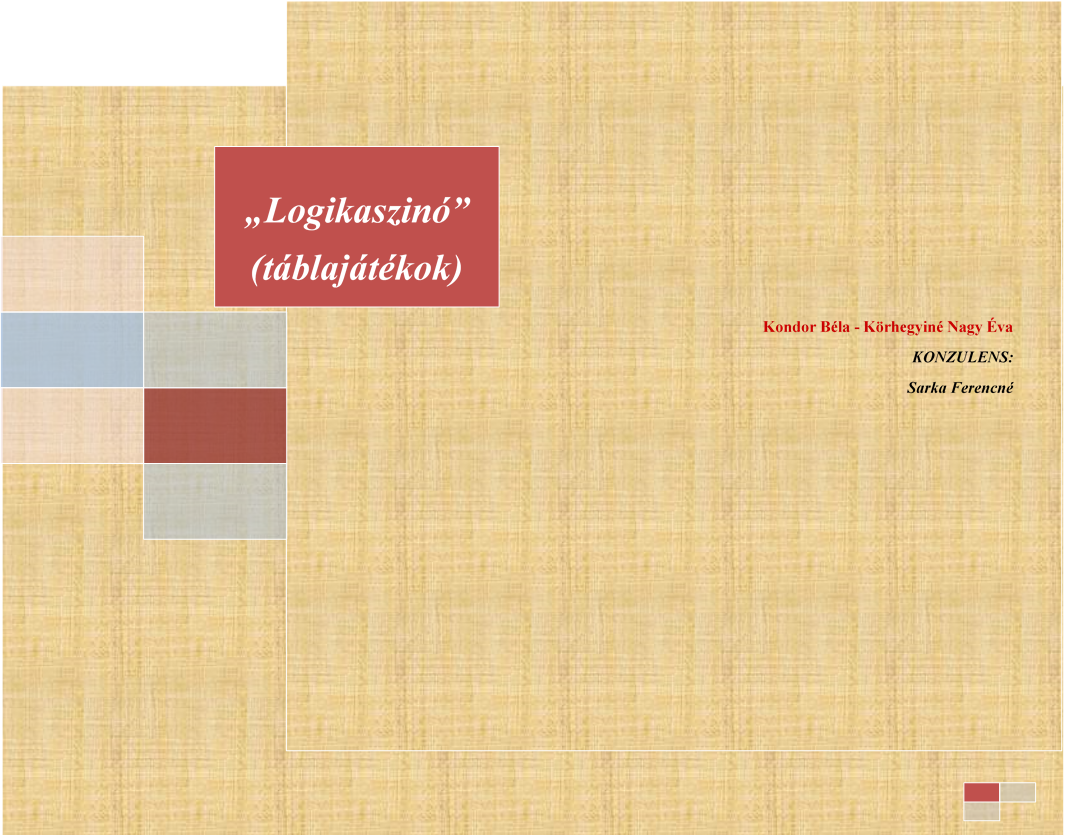 „Logikaszinó”
(táblajátékok)
Kondor Béla - Körhegyiné Nagy Éva
KONZULENS:
Sarka Ferencné